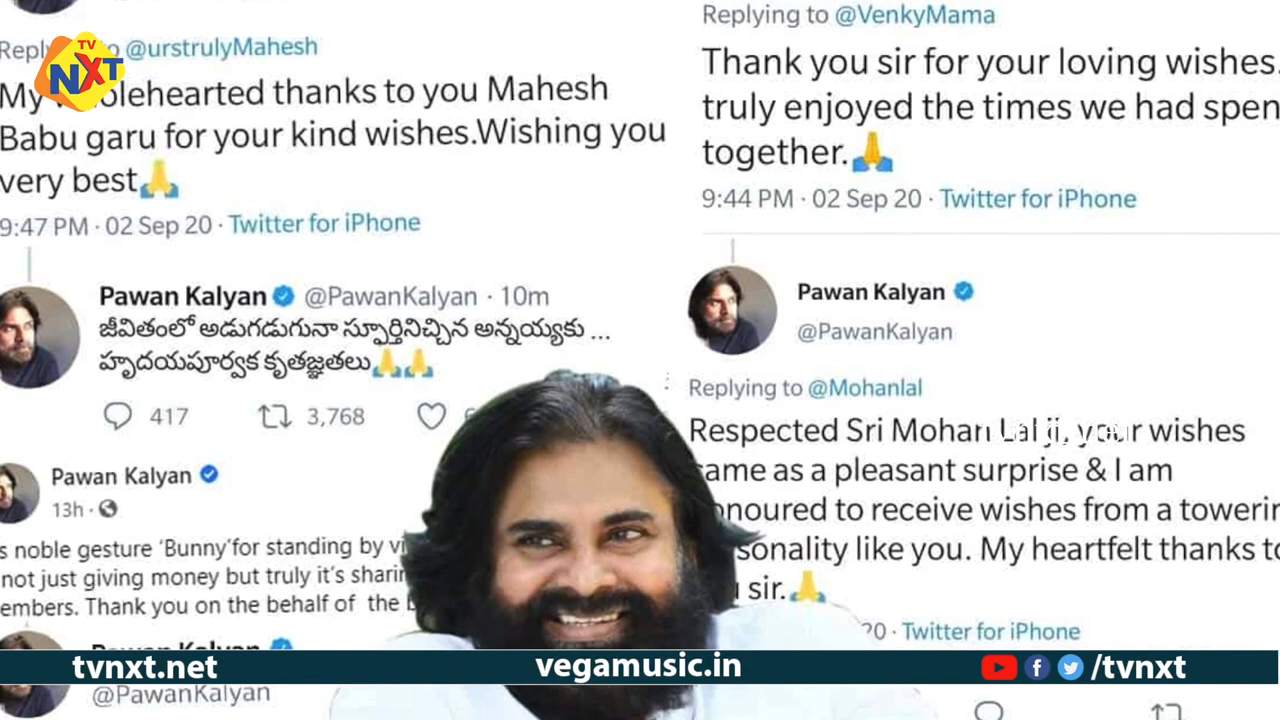 TV
NXT
Replying to @urstrulyMahesh
My wholehearted thanks to you Mahesh
Babu garu for your kind wishes.Wishing you
very best🙏
9:47 PM · 02 Sep 20 · Twitter for iPhone
Pawan Kalyan @PawanKalyan · 10m
జీవితంలో అడుగడుగునా స్ఫూర్తినిచ్చిన అన్నయ్యకు ...
హృదయపూర్వక కృతజ్ఞతలు🙏🙏
417 3,768
Pawan Kalyan
13h ·
s noble gesture ‘Bunny’for standing by vi
not just giving money but truly it’s sharin
embers. Thank you on the behalf of the
Pawan Kalyan
@PawanKalyan
Replying to @VenkyMama
Thank you sir for your loving wishes.
truly enjoyed the times we had spen
together.🙏
9:44 PM · 02 Sep 20 · Twitter for iPhone
Pawan Kalyan
@PawanKalyan
Replying to @Mohanlal
Respected Sri Mohan Lal ji, your wishes
came as a pleasant surprise & I am
onoured to receive wishes from a towerin
sonality like you. My heartfelt thanks to
sir.🙏
20 · Twitter for iPhone
tvnxt.net vegamusic.in /tvnxt